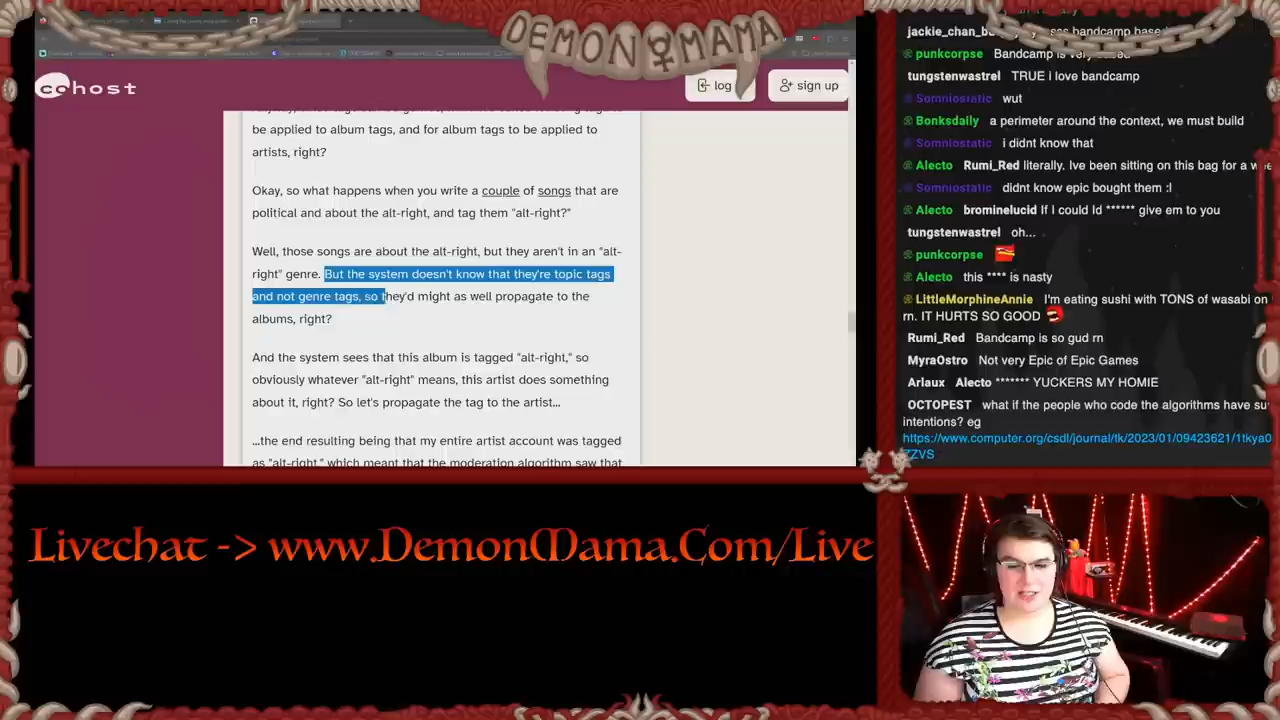 DEMON MAMA
cohost
log
sign up
be applied to album tags, and for album tags to be applied to
artists, right?
Okay, so what happens when you write a couple of songs that are
political and about the alt-right, and tag them "alt-right?"
Well, those songs are about the alt-right, but they aren't in an "alt-
right" genre. But the system doesn't know that they're topic tags
and not genre tags, so they'd might as well propagate to the
albums, right?
And the system sees that this album is tagged "alt-right," so
obviously whatever "alt-right" means, this artist does something
about it, right? So let's propagate the tag to the artist...
...the end resulting being that my entire artist account was tagged
as "alt-right," which meant that the moderation algorithm saw that
Livechat -> www.DemonMama.Com/Live
bandcamp
punkcorpse Bandcamp is very based
tungstenwastrel TRUE I love bandcamp
Somniostatic wut
Bonksdaily a perimeter around the context, we must build
Somniostatic i didnt know that
Alecto Rumi_Red literally. Ive been sitting on this bag for a
Somniostatic didnt know epic bought them :l
Alecto brominelucid If I could Id ****** give em to you
tungstenwastrel oh...
punkcorpse
Alecto this **** is nasty
LittleMorphineAnnie I'm eating sushi with TONS of wasabi on
rn. IT HURTS SO GOOD
Rumi_Red Bandcamp is so gud rn
MyraOstro Not very Epic of Epic Games
Arlaux Alecto ******* YUCKERS MY HOMIE
OCTOPEST what if the people who code the algorithms have su
intentions? eg
https://www.computer.org/csdl/journal/tk/2023/01/09423621/1tkya0
ZZVS